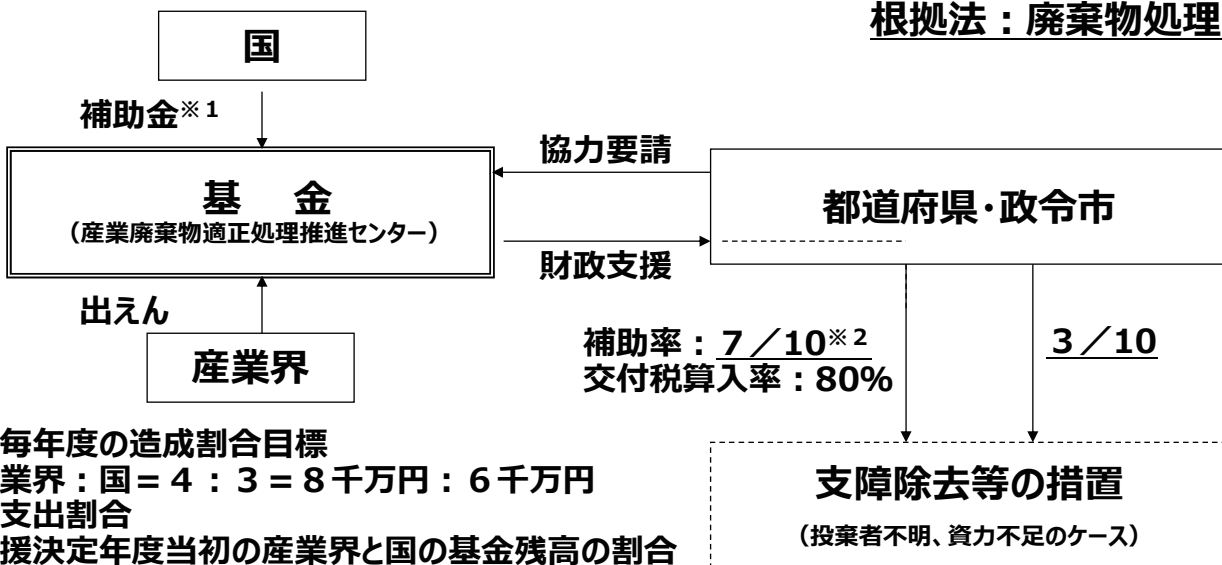 根拠法：廃棄物処理
国
補助金※１
協力要請
基　金
（産業廃棄物適正処理推進センター）
都道府県・政令市
財政支援
出えん
産業界
補助率：７／10※２
交付税算入率：80%
３／10
毎年度の造成割合目標
業界：国＝４：３＝８千万円：６千万円
支出割合
援決定年度当初の産業界と国の基金残高の割合
支障除去等の措置
（投棄者不明、資力不足のケース）